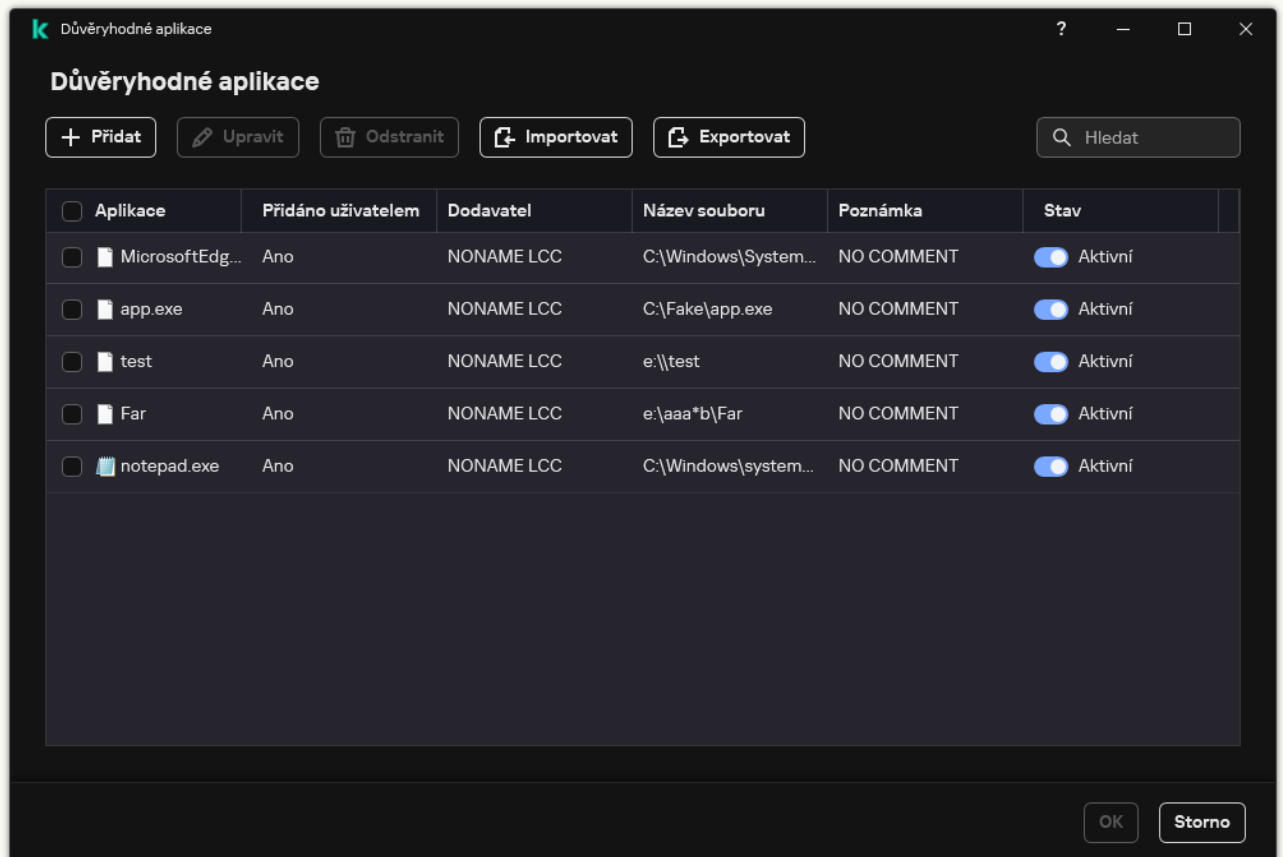 Důvěryhodné aplikace
?
Důvěryhodné aplikace
Přidat Upravit Odstranit Importovat Exportovat Hledat
Aplikace Přidáno uživatelem Dodavatel Název souboru Poznámka Stav
MicrosoftEdg... Ano NONAME LCC C:\Windows\System... NO COMMENT Aktivní
app.exe Ano NONAME LCC C:\Fake\app.exe NO COMMENT Aktivní
test Ano NONAME LCC e:\\test NO COMMENT Aktivní
Far Ano NONAME LCC e:\aaa*b\Far NO COMMENT Aktivní
notepad.exe Ano NONAME LCC C:\Windows\system... NO COMMENT Aktivní
OK Storno